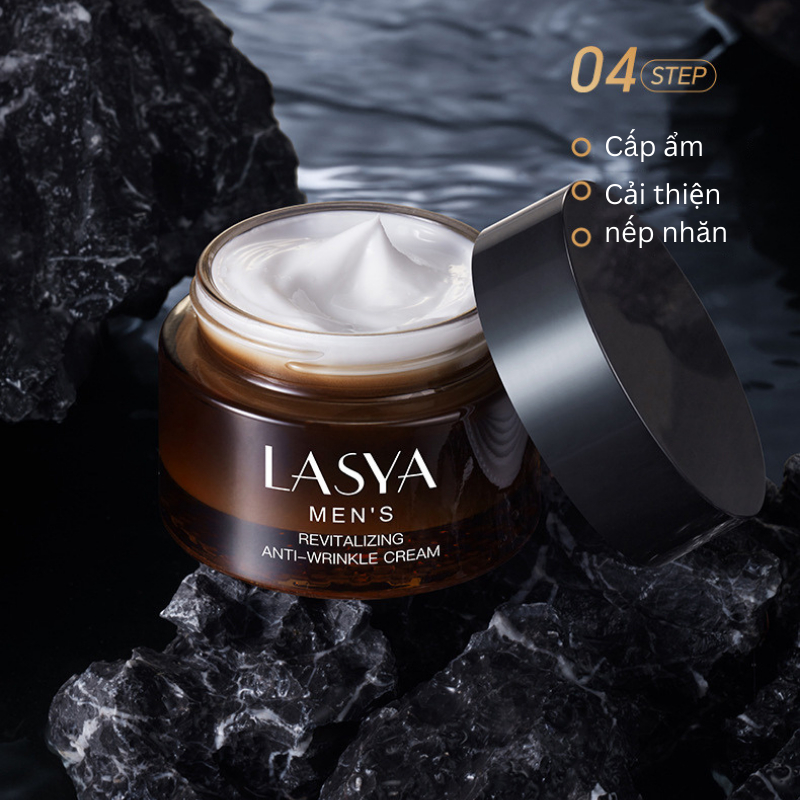 04 STEP
Cấp ẩm
Cải thiện
nếp nhăn
LASYA
MEN'S
REVITALIZING
ANTI–WRINKLE CREAM